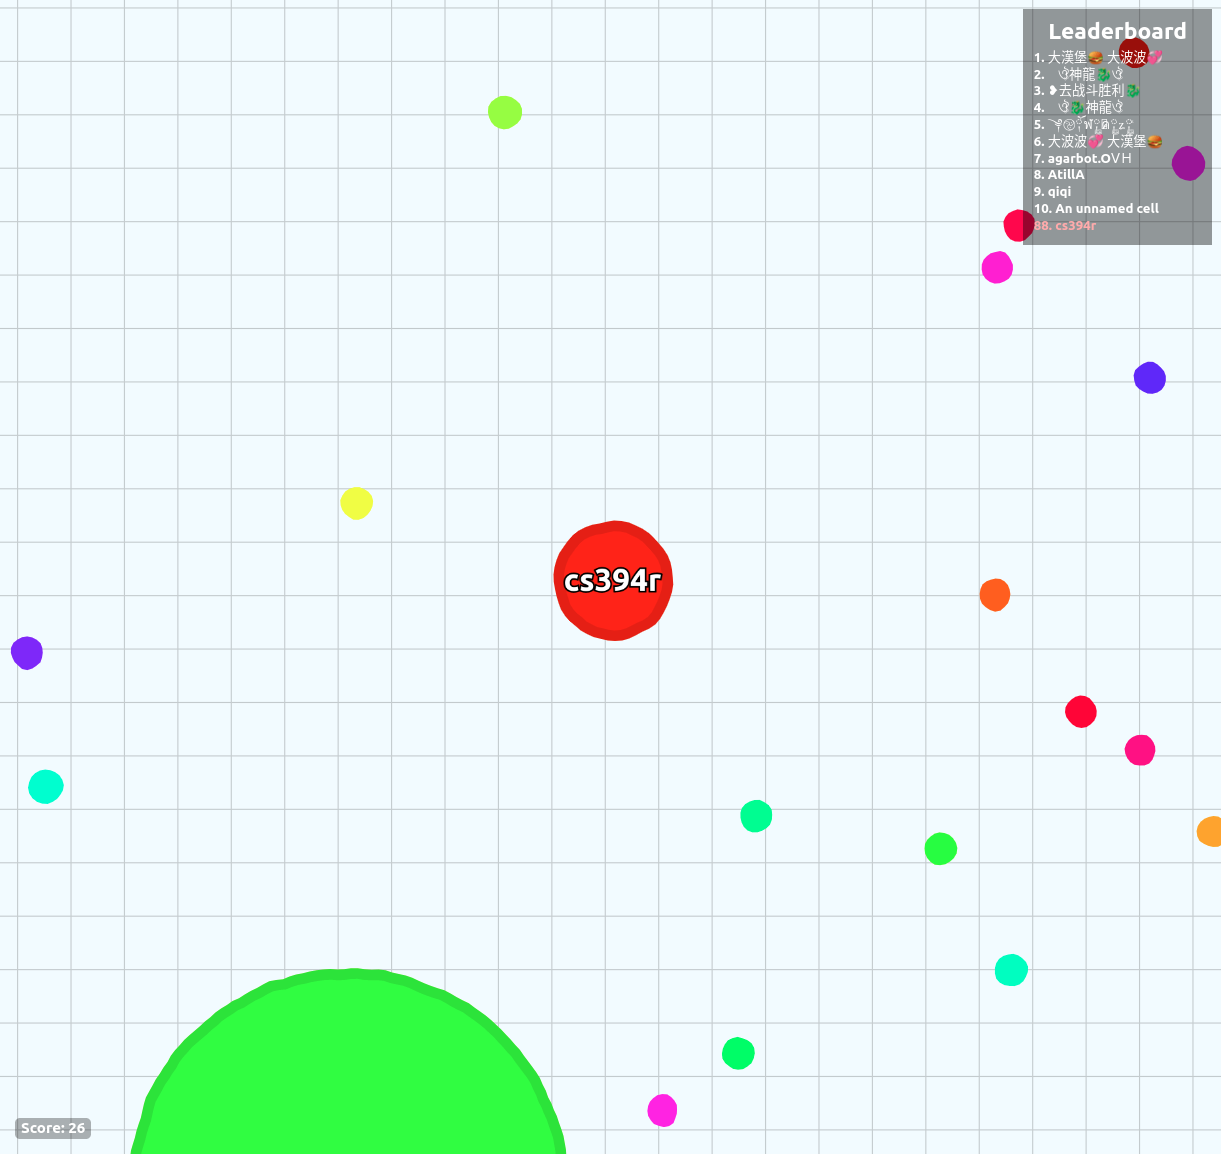 Leaderboard
1. 大漢堡🍔 大波波💞
2. 神龍🐉
3. ❥去战斗胜利🐉
4. 🐉神龍
5.
6. 大波波💞 大漢堡🍔
7. agarbot.OVH
8. AtillA
9. qiqi
10. An unnamed cell
88. cs394r
cs394r
Score: 26